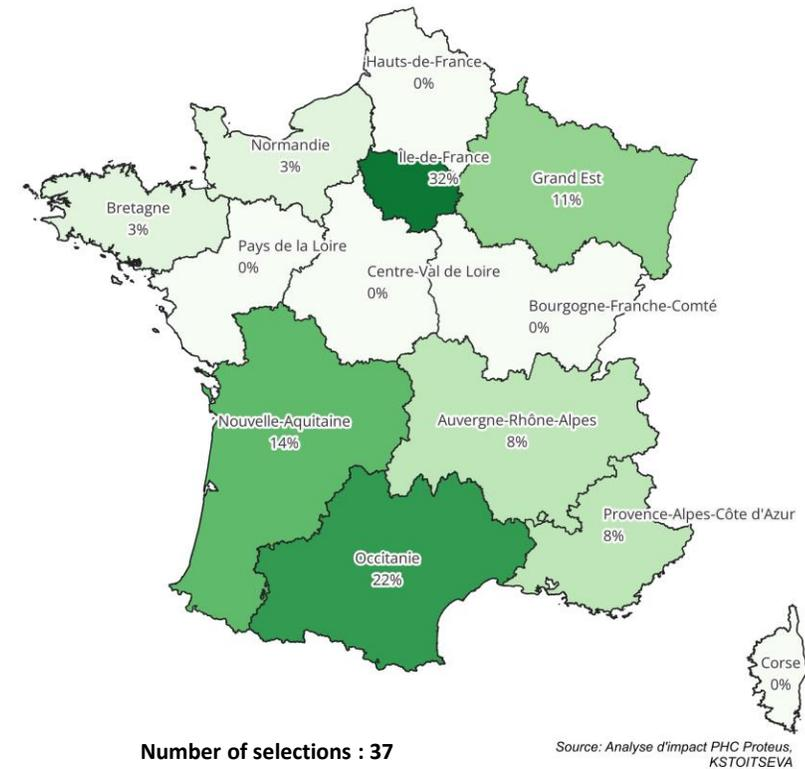 Hauts-de-France
0%
Normandie
3%
Île-de-France
32%
Grand Est
11%
Bretagne
3%
Pays de la Loire
0%
Centre-Val de Loire
0%
Bourgogne-Franche-Comté
0%
Nouvelle-Aquitaine
14%
Auvergne-Rhône-Alpes
8%
Provence-Alpes-Côte d'Azur
8%
Occitanie
22%
Corse
0%
Number of selections : 37
Source: Analyse d'impact PHC Proteus,
KSTOITSEVA